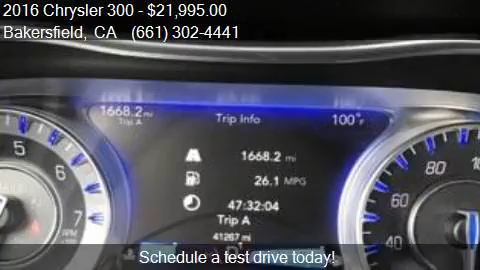 2016 Chrysler 300 - $21,995.00
Bakersfield, CA (661) 302-4441
1668.2 mi
Trip A
Trip Info
100°F
1668.2 mi
26.1 MPG
47:32:04
Trip A
41267 mi
5
6
7
RPM
100
80
60
40
Schedule a test drive today!